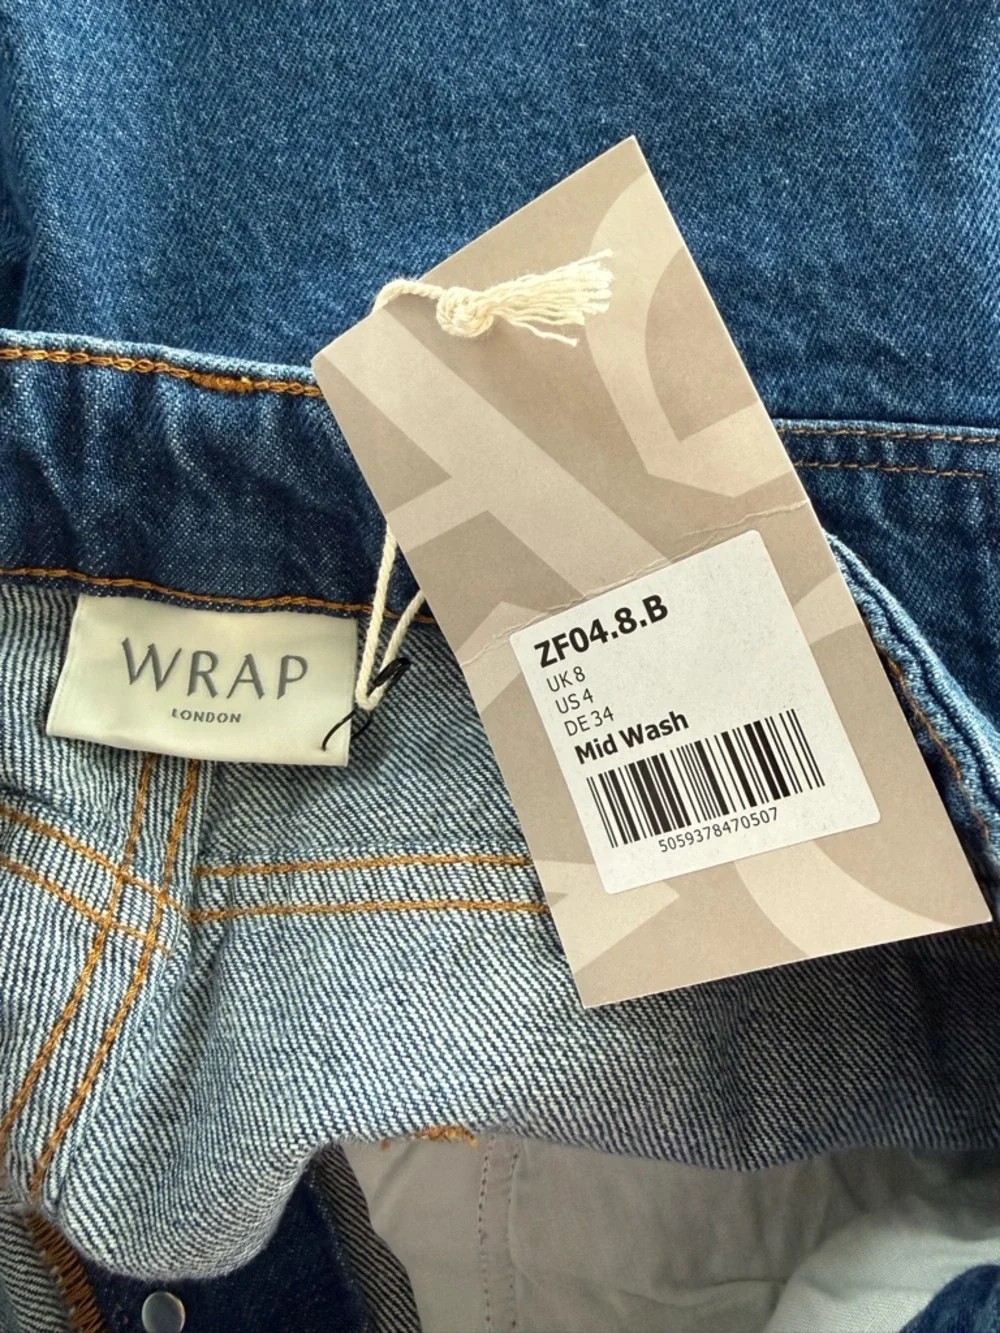 WRAP
LONDON
ZF04.8.B
UK 8
US 4
DE 34
Mid Wash
5059378470507